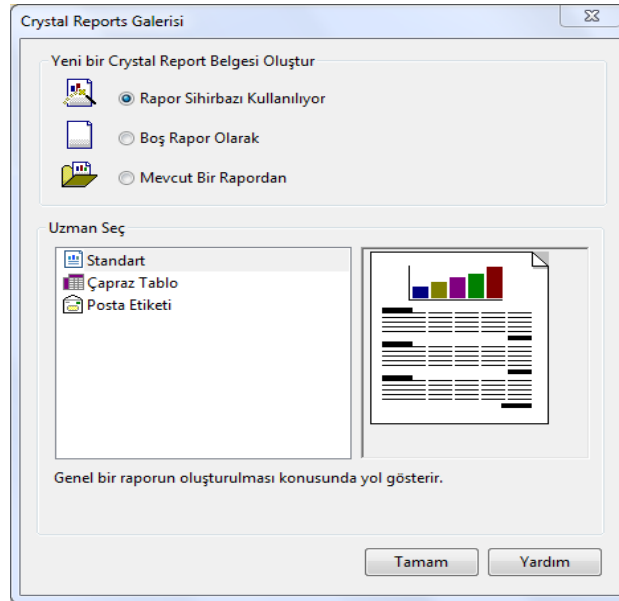 Crystal Reports Galerisi
Yeni bir Crystal Report Belgesi Oluştur
Rapor Sihirbazı Kullanılıyor
Boş Rapor Olarak
Mevcut Bir Rapordan
Uzman Seç
Standart
Çapraz Tablo
Posta Etiketi
Genel bir raporun oluşturulması konusunda yol gösterir.
Tamam
Yardım